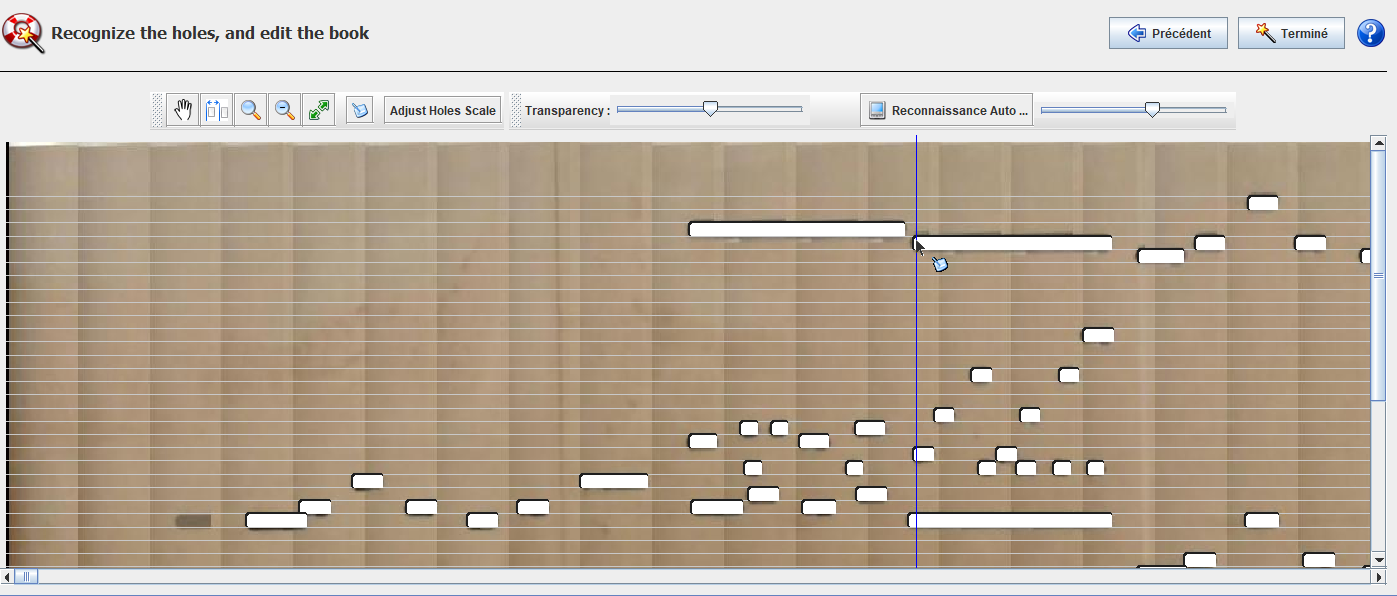 Recognize the holes, and edit the book
Précédent
Terminé
?
Adjust Holes Scale
Transparency :
Reconnaissance Auto ...